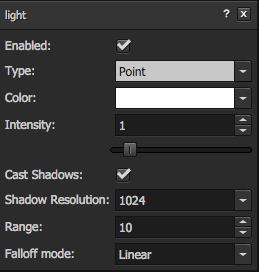 light ? x
Enabled:
Type: Point
Color:
Intensity: 1
Cast Shadows:
Shadow Resolution: 1024
Range: 10
Falloff mode: Linear